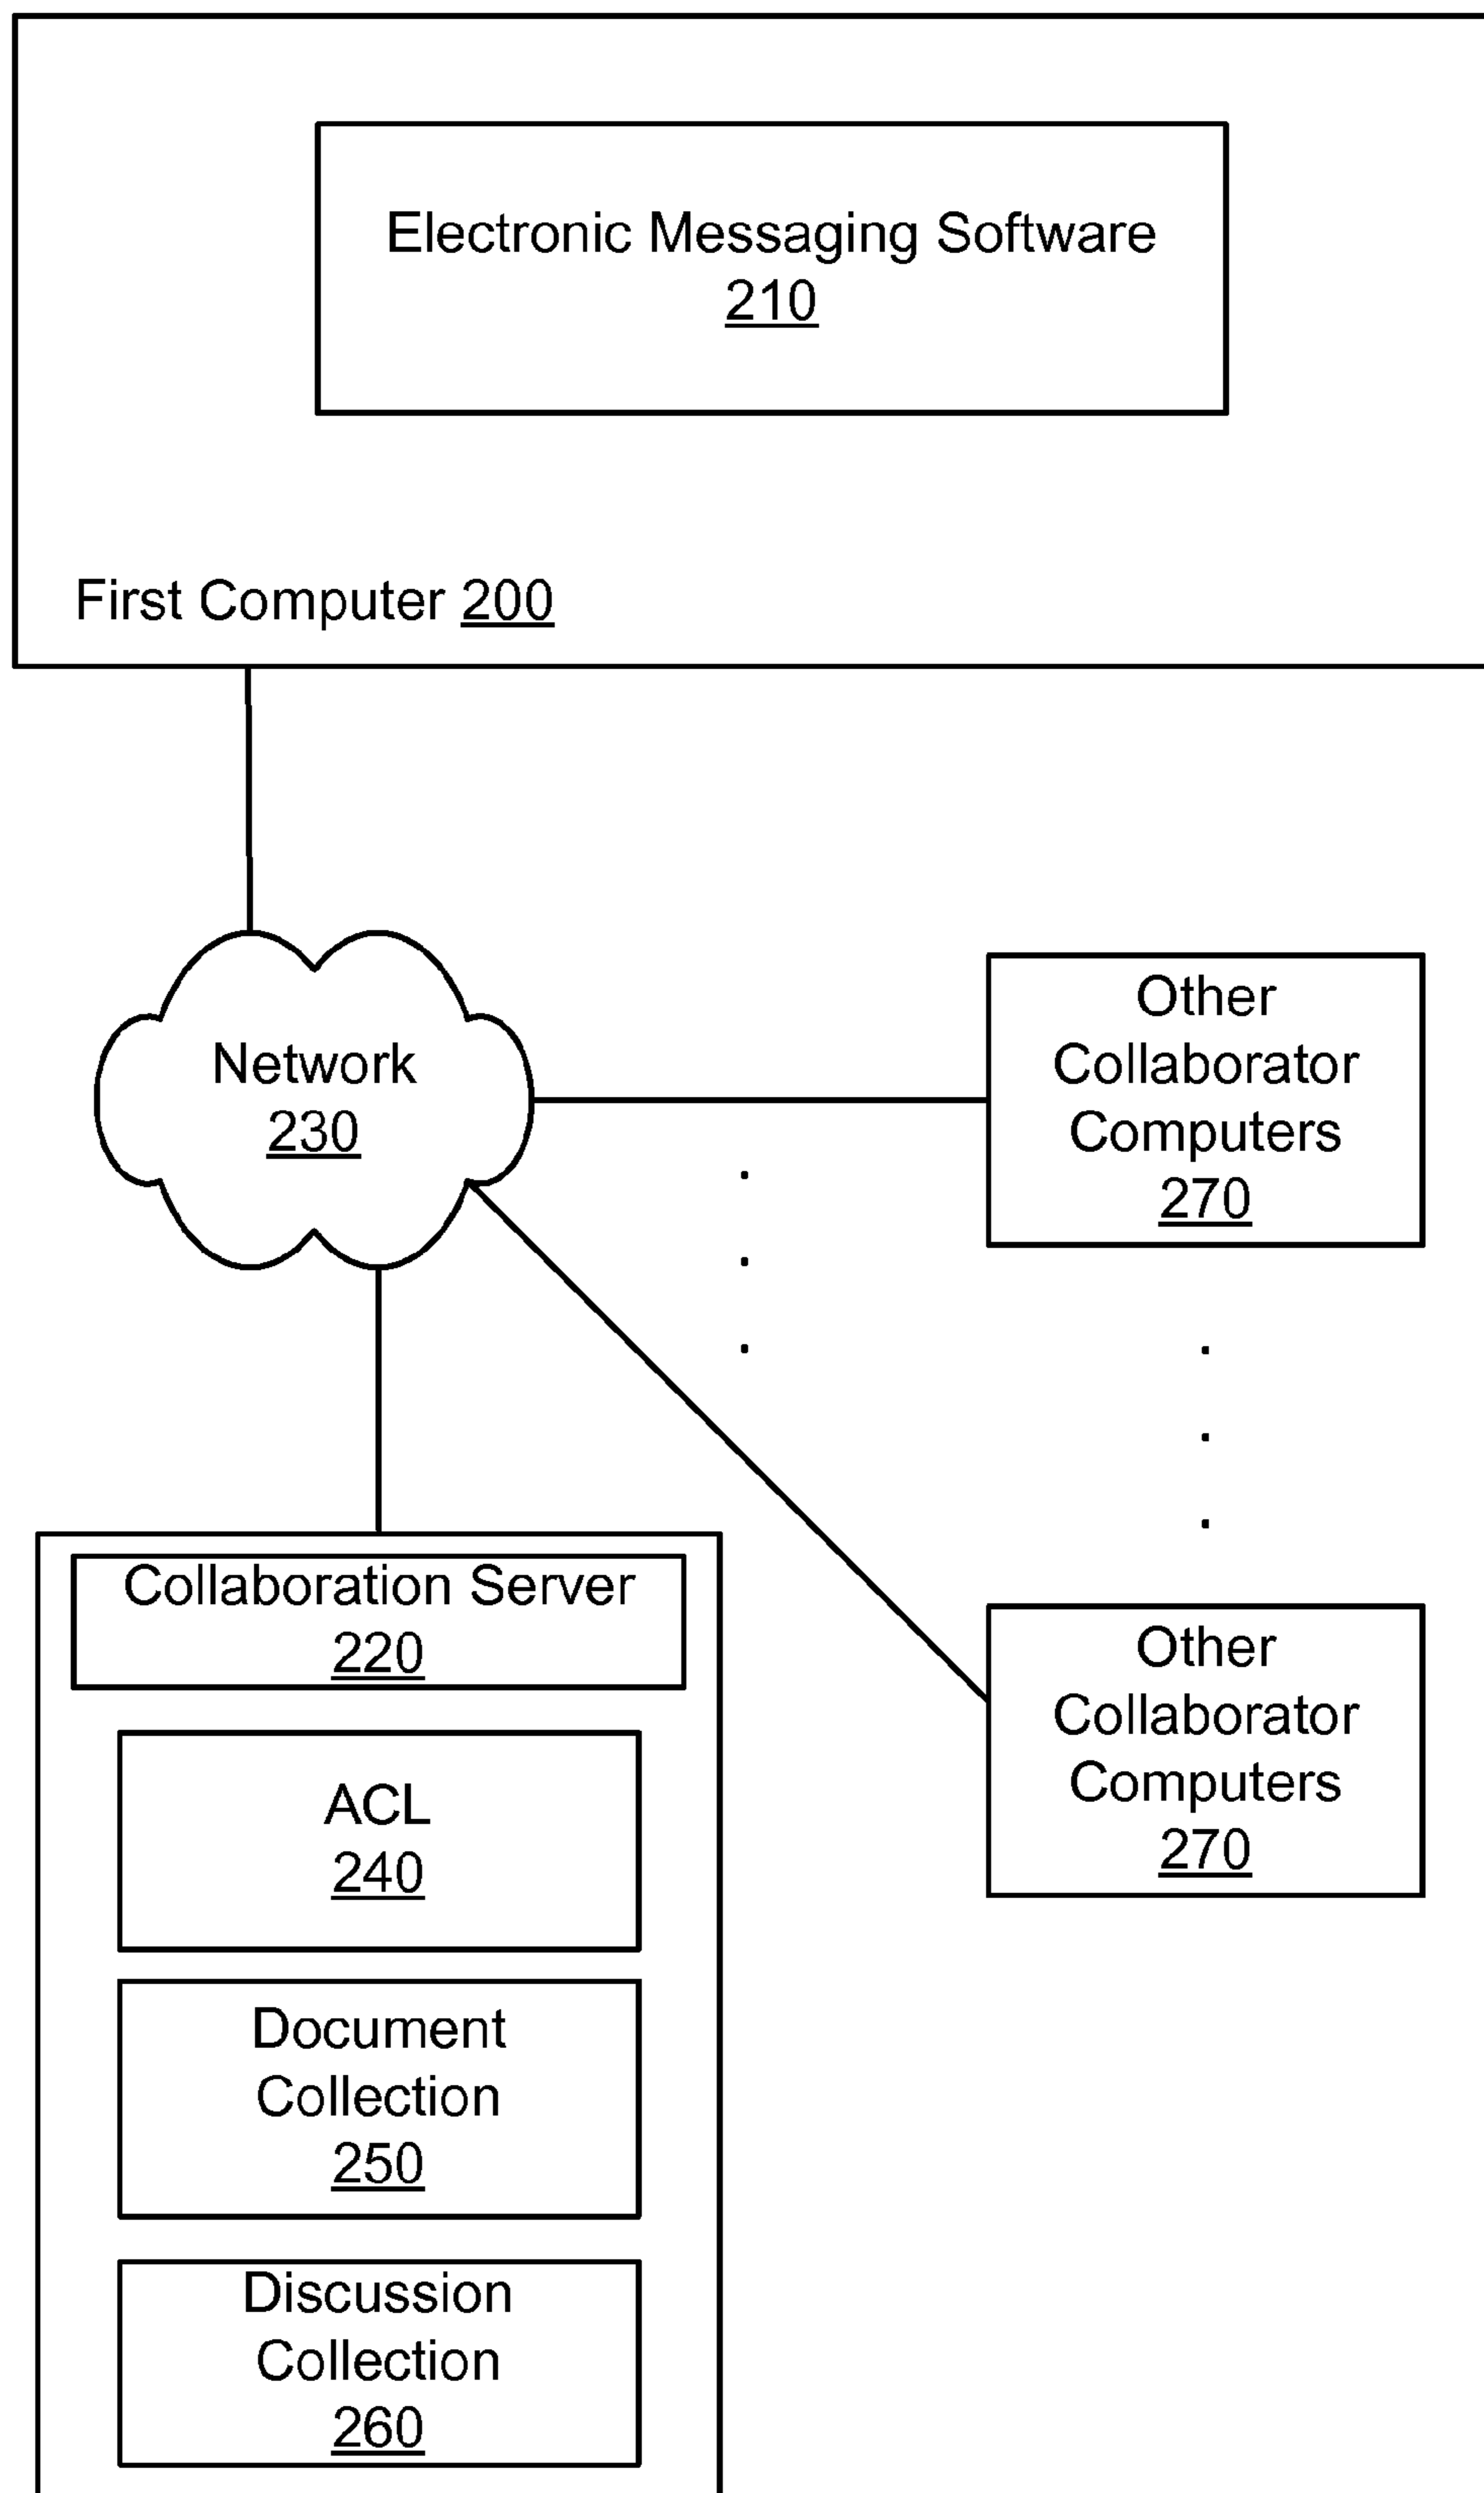 Electronic Messaging Software
210
First Computer 200
Network
230
Other
Collaborator
Computers
270
Collaboration Server
220
Other
Collaborator
Computers
270
ACL
240
Document
Collection
250
Discussion
Collection
260